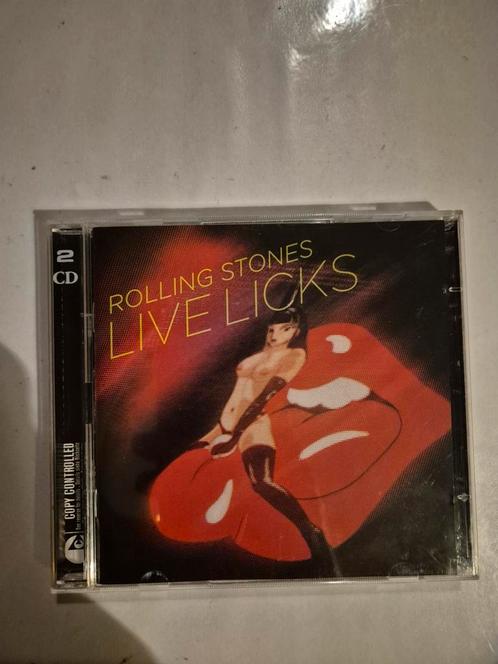 2
CD
ROLLING STONES
LIVE LICKS
COPY CONTROLLED